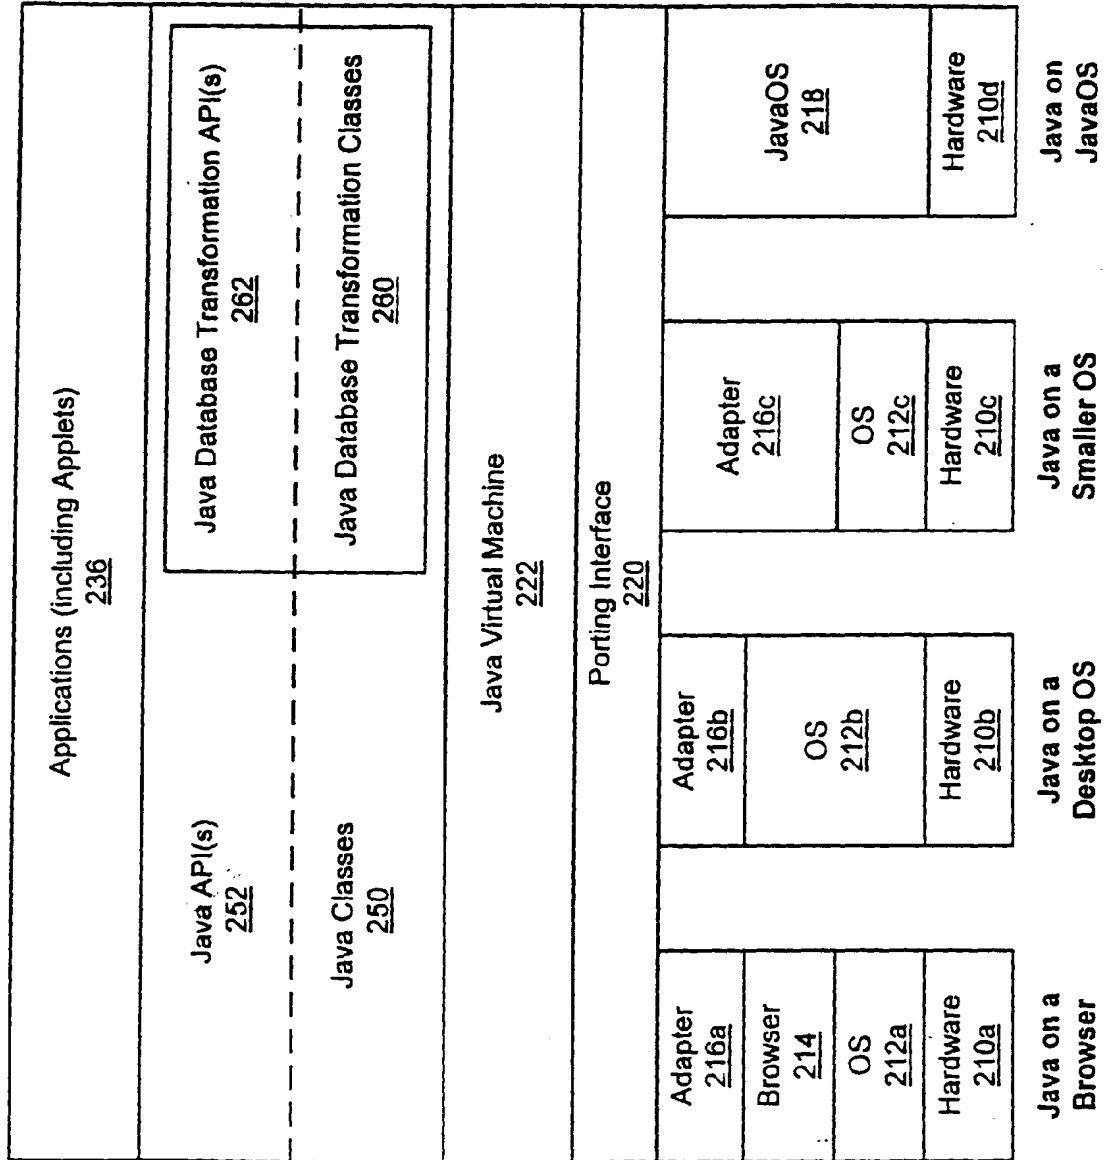 Applications (including Applets)
236
Java API(s)
252
Java Database Transformation API(s)
262
Java Classes
250
Java Database Transformation Classes
260
Java Virtual Machine
222
Porting Interface
220
Adapter
216a
Browser
214
OS
212a
Hardware
210a
Java on a
Browser
Adapter
216b
OS
212b
Hardware
210b
Java on a
Desktop OS
Adapter
216c
OS
212c
Hardware
210c
Java on a
Smaller OS
JavaOS
218
Hardware
210d
Java on
JavaOS